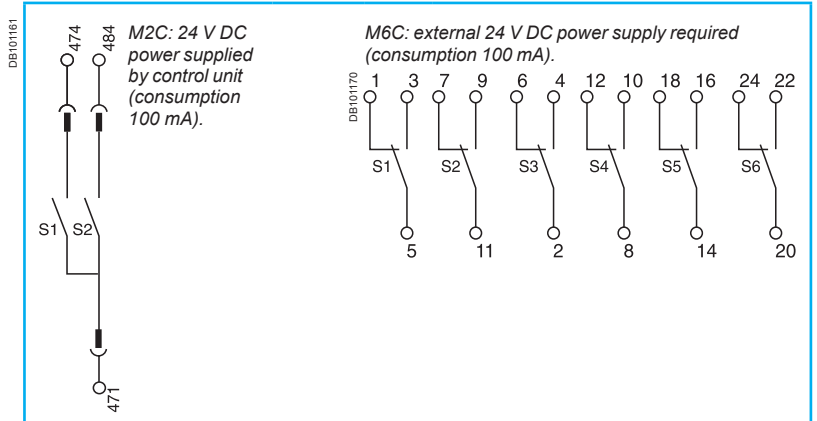 DB101161
474
484
M2C: 24 V DC
power supplied
by control unit
(consumption
100 mA).
S1 S2
471
M6C: external 24 V DC power supply required
(consumption 100 mA).
DB101170
1 3 7 9 6 4 12 10 18 16 24 22
S1 S2 S3 S4 S5 S6
5 11 2 8 14 20